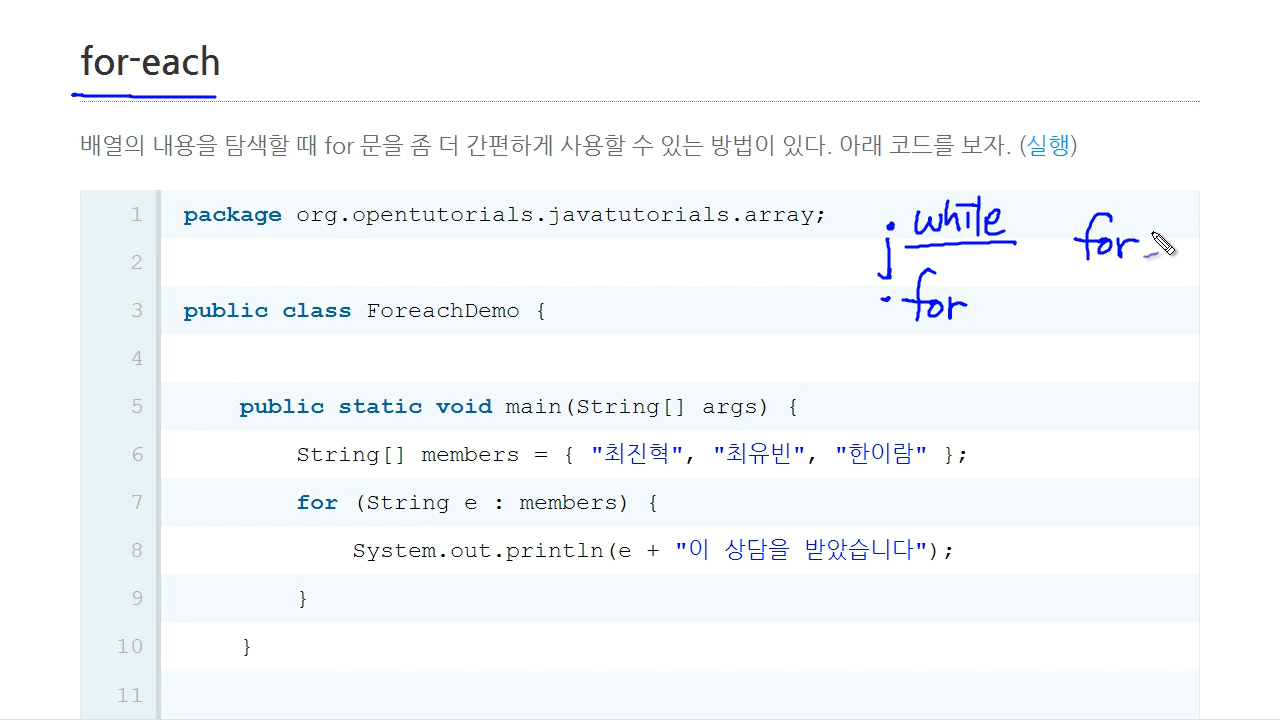 for-each
배열의 내용을 탐색할 때 for 문을 좀 더 간편하게 사용할 수 있는 방법이 있다. 아래 코드를 보자. (실행)
1 package org.opentutorials.javatutorials.array;
while
for -
2
for
3 public class ForeachDemo {
4
5 public static void main(String[] args) {
6 String[] members = { "최진혁", "최유빈", "한이람" };
7 for (String e : members) {
8 System.out.println(e + "이 상담을 받았습니다");
9 }
10 }
11